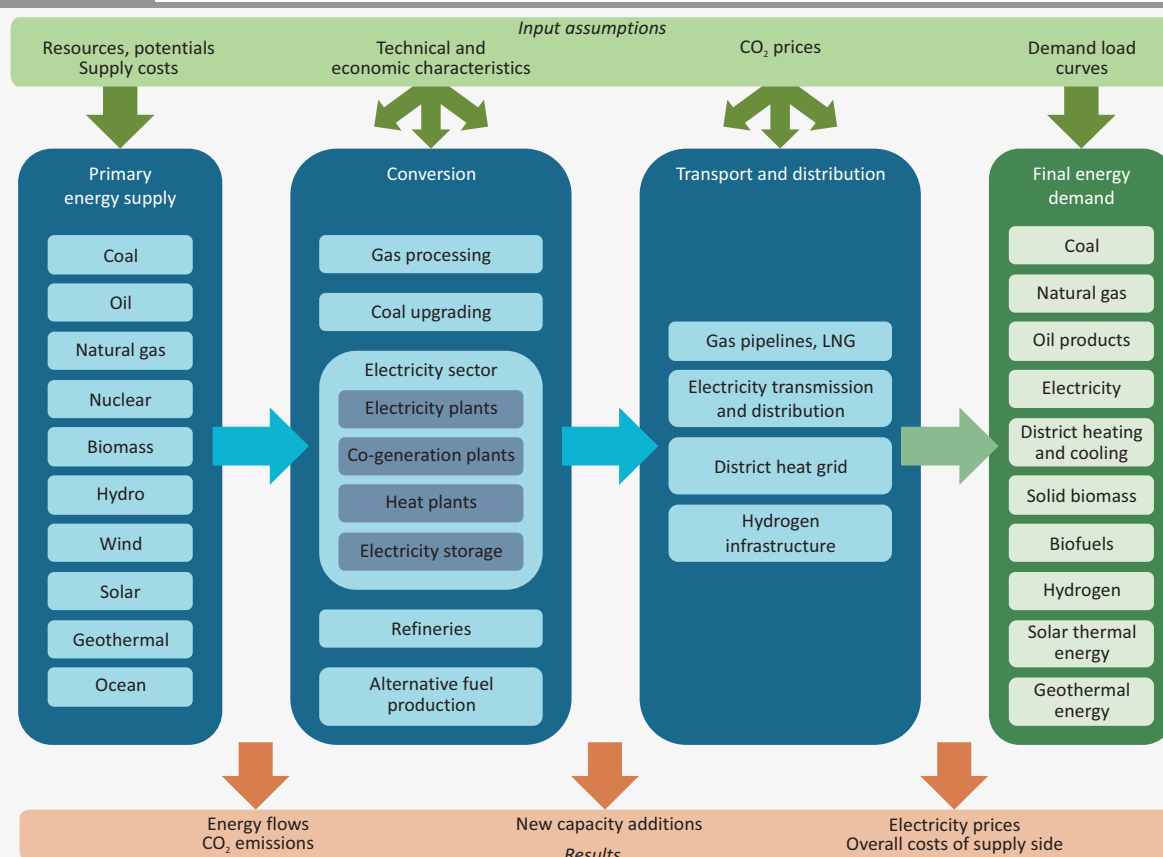 Input assumptions
Resources, potentials
Supply costs
Technical and
economic characteristics
CO₂ prices
Demand load
curves
Primary
energy supply
Coal
Oil
Natural gas
Nuclear
Biomass
Hydro
Wind
Solar
Geothermal
Ocean
Conversion
Gas processing
Coal upgrading
Electricity sector
Electricity plants
Co-generation plants
Heat plants
Electricity storage
Refineries
Alternative fuel
production
Transport and distribution
Gas pipelines, LNG
Electricity transmission
and distribution
District heat grid
Hydrogen
infrastructure
Final energy
demand
Coal
Natural gas
Oil products
Electricity
District heating
and cooling
Solid biomass
Biofuels
Hydrogen
Solar thermal
energy
Geothermal
energy
Energy flows
CO₂ emissions
New capacity additions
Electricity prices
Overall costs of supply side
Results